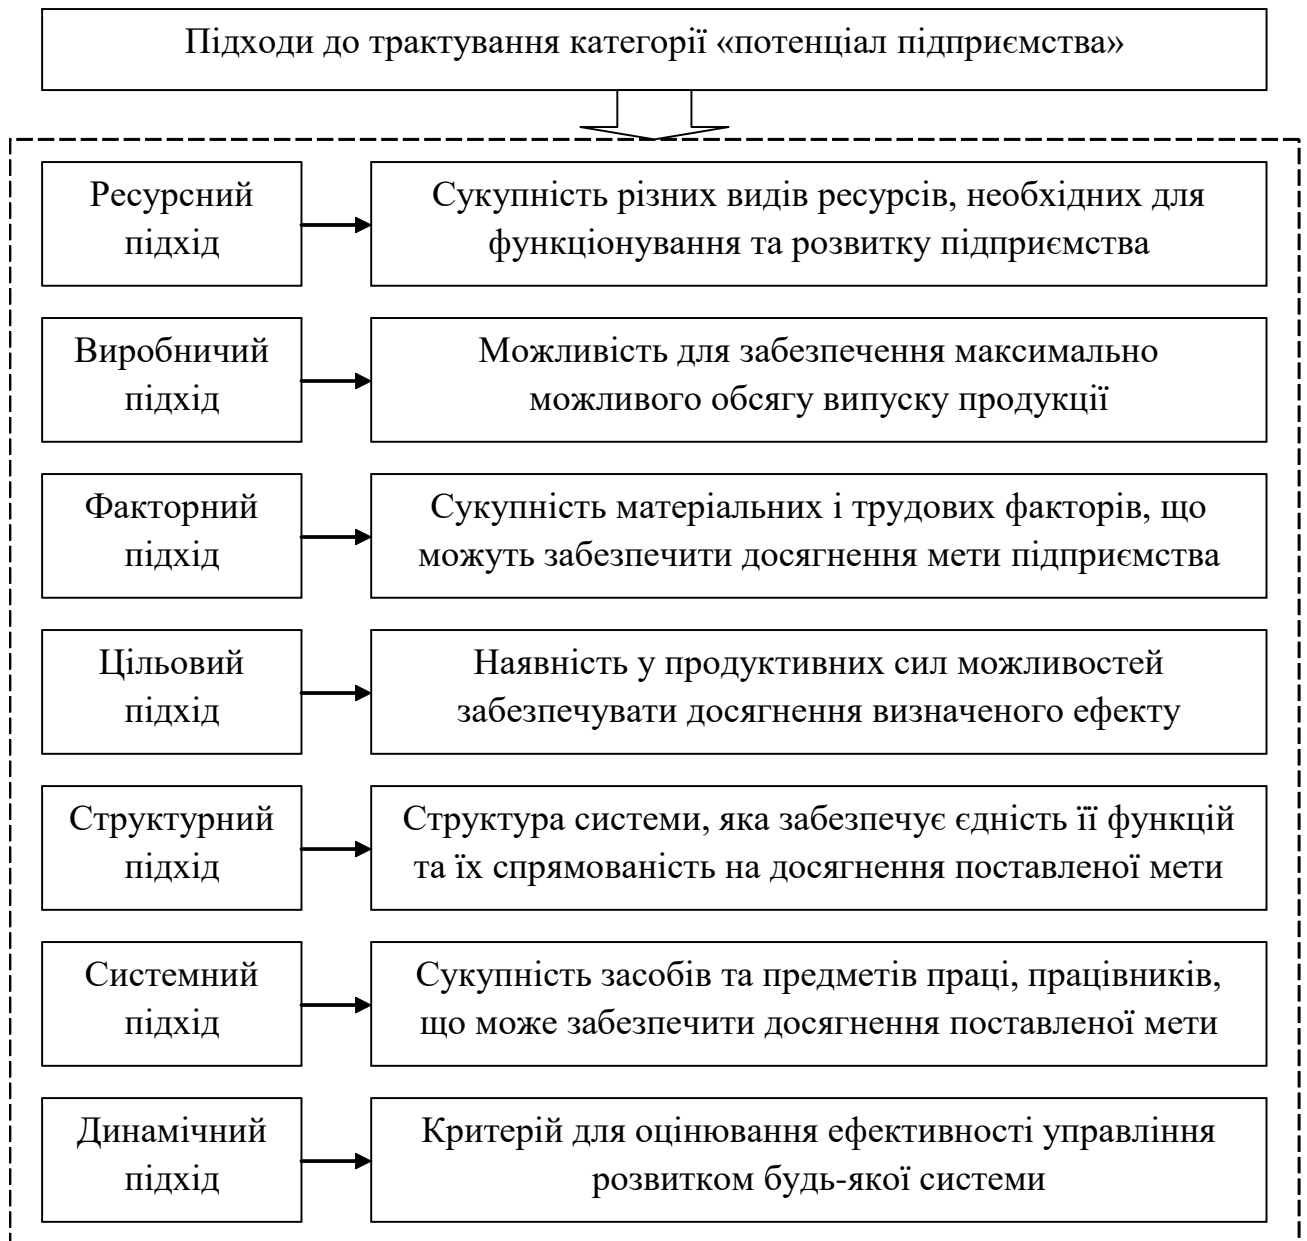 Підходи до трактування категорії «потенціал підприємства»
Ресурсний
підхід
Сукупність різних видів ресурсів, необхідних для
функціонування та розвитку підприємства
Виробничий
підхід
Можливість для забезпечення максимально
можливого обсягу випуску продукції
Факторний
підхід
Сукупність матеріальних і трудових факторів, що
можуть забезпечити досягнення мети підприємства
Цільовий
підхід
Наявність у продуктивних сил можливостей
забезпечувати досягнення визначеного ефекту
Структурний
підхід
Структура системи, яка забезпечує єдність її функцій
та їх спрямованість на досягнення поставленої мети
Системний
підхід
Сукупність засобів та предметів праці, працівників,
що може забезпечити досягнення поставленої мети
Динамічний
підхід
Критерій для оцінювання ефективності управління
розвитком будь-якої системи